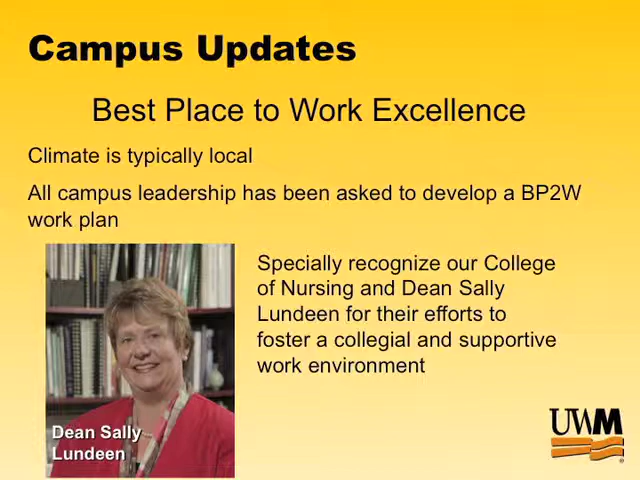 Campus Updates
Best Place to Work Excellence
Climate is typically local
All campus leadership has been asked to develop a BP2W
work plan
Specially recognize our College
of Nursing and Dean Sally
Lundeen for their efforts to
foster a collegial and supportive
work environment
Dean Sally
Lundeen
UWM